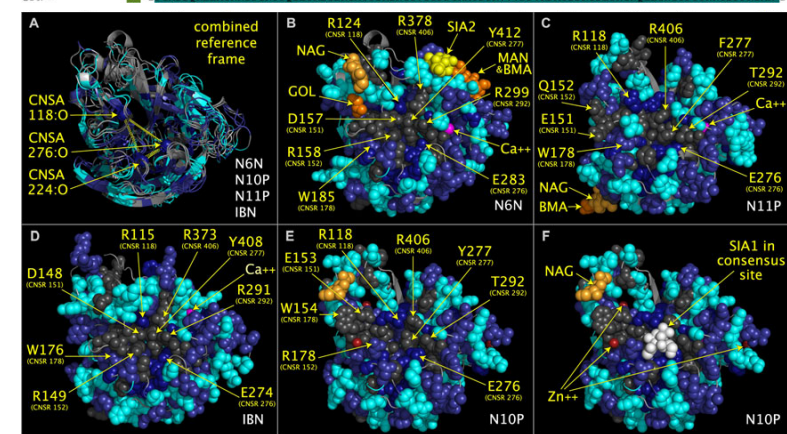 A
combined
reference
frame
CNSA
118:O
CNSA
276:O
CNSA
224:O
N6N
N10P
N11P
IBN
B
R124
(CNSR 118)
R378
(CNSR 406)
SIA2
Y412
(CNSR 277)
NAG
MAN
&BMA
GOL
R299
(CNSR 292)
D157
(CNSR 151)
R158
(CNSR 152)
Ca++
W185
(CNSR 178)
E283
(CNSR 276)
N6N
C
R118
(CNSR 118)
R406
(CNSR 406)
F277
(CNSR 277)
T292
(CNSR 292)
Q152
(CNSR 152)
Ca++
E151
(CNSR 151)
W178
(CNSR 178)
NAG
BMA
E276
(CNSR 276)
N11P
D
R115
(CNSR 118)
R373
(CNSR 406)
Y408
(CNSR 277)
D148
(CNSR 151)
Ca++
R291
(CNSR 292)
W176
(CNSR 178)
R149
(CNSR 152)
E274
(CNSR 276)
IBN
E
R118
(CNSR 118)
R406
(CNSR 406)
E153
(CNSR 151)
Y277
(CNSR 277)
W154
(CNSR 178)
T292
(CNSR 292)
R178
(CNSR 152)
E276
(CNSR 276)
N10P
F
SIA1 in
consensus
site
NAG
Zn++
N10P